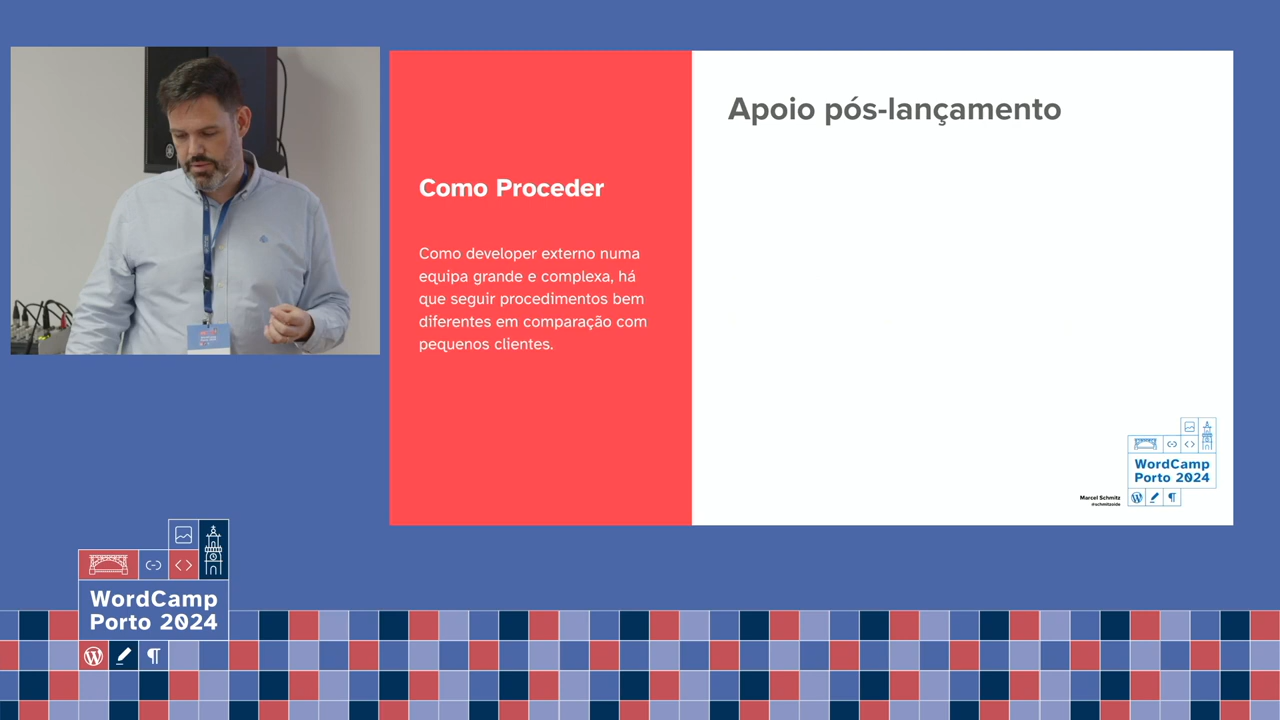 Como Proceder
Como developer externo numa
equipa grande e complexa, há
que seguir procedimentos bem
diferentes em comparação com
pequenos clientes.
Apoio pós-lançamento
WordCamp
Porto 2024
Marcel Schmitz
@schmitzoide
WordCamp
Porto 2024